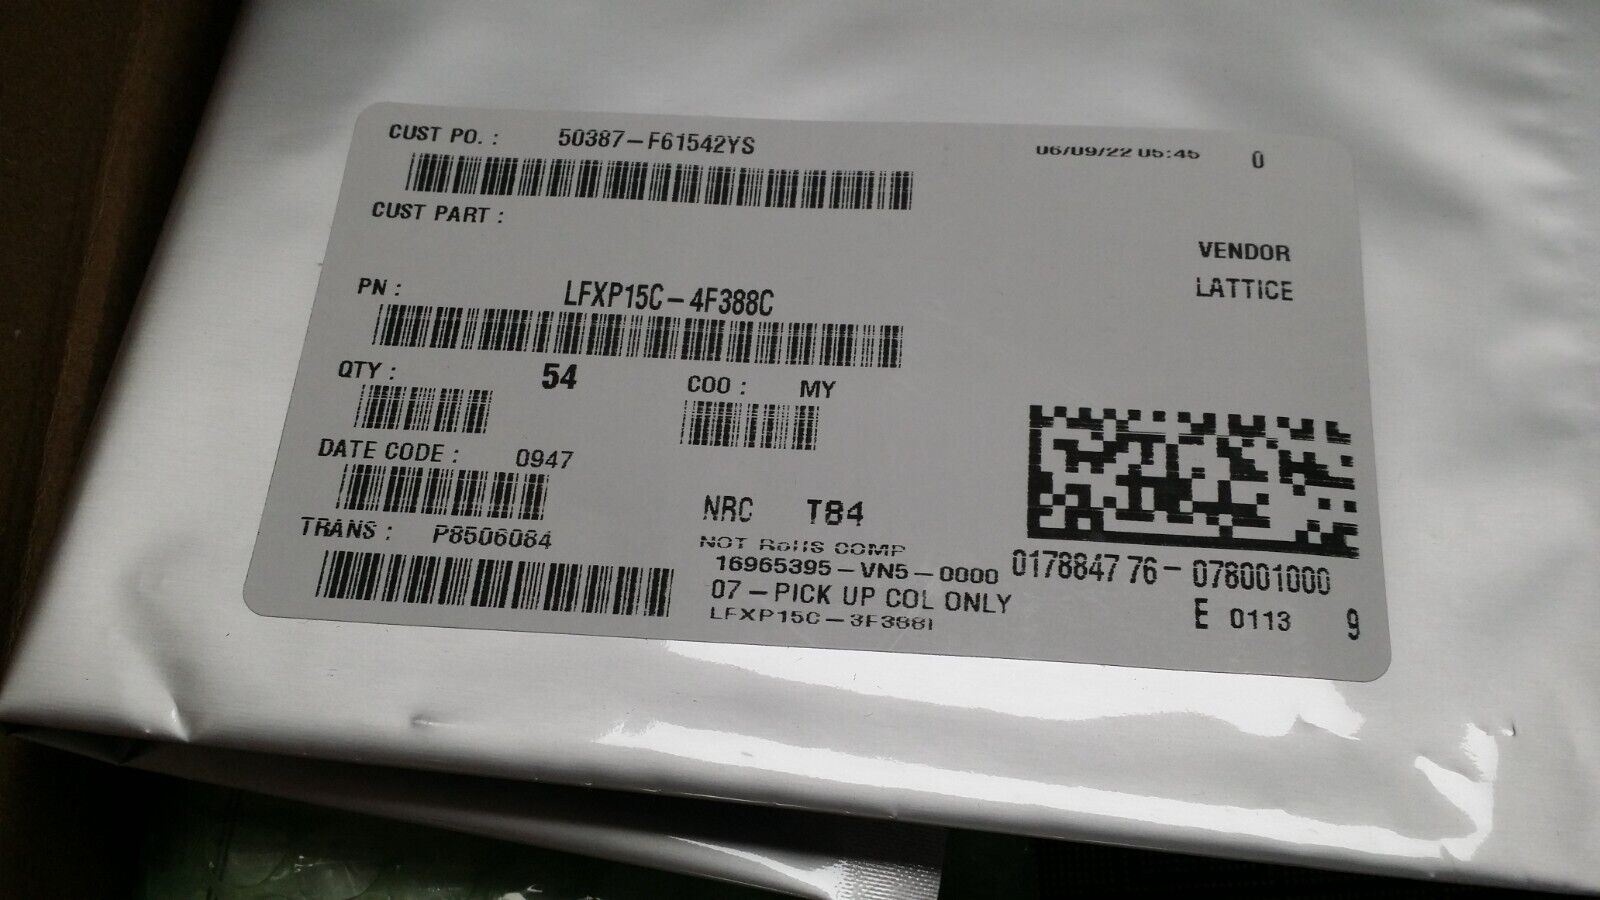 CUST PO. : 50387-F61542YS 06/09/22 05:45 0
CUST PART :
VENDOR
LATTICE
PN : LFXP15C-4F388C
QTY : 54 COO : MY
DATE CODE : 0947
NRC T84
TRANS : P8506084
NOT RoHS COMP
16965395-VN5-0000 017884776-078001000
07-PICK UP COL ONLY E 0113 9
LFXP15C-3F388I